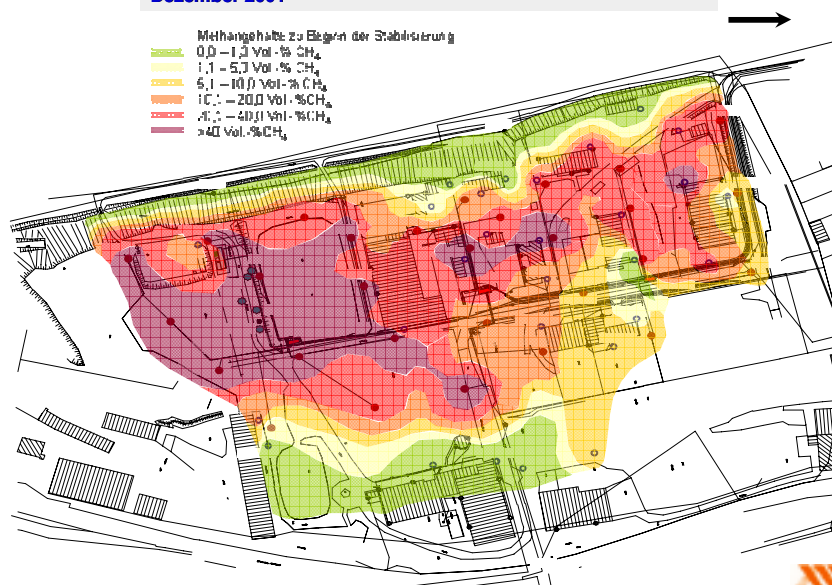 Dezember 2001
Methangehalte zu Beginn der Stabilisierung
0,0 – 1,0 Vol.-% CH₄
1,1 – 5,0 Vol.-% CH₄
5,1 – 10,0 Vol.-% CH₄
10,1 – 20,0 Vol.-%CH₄
20,1 – 40,0 Vol.-%CH₄
>40 Vol.-%CH₄